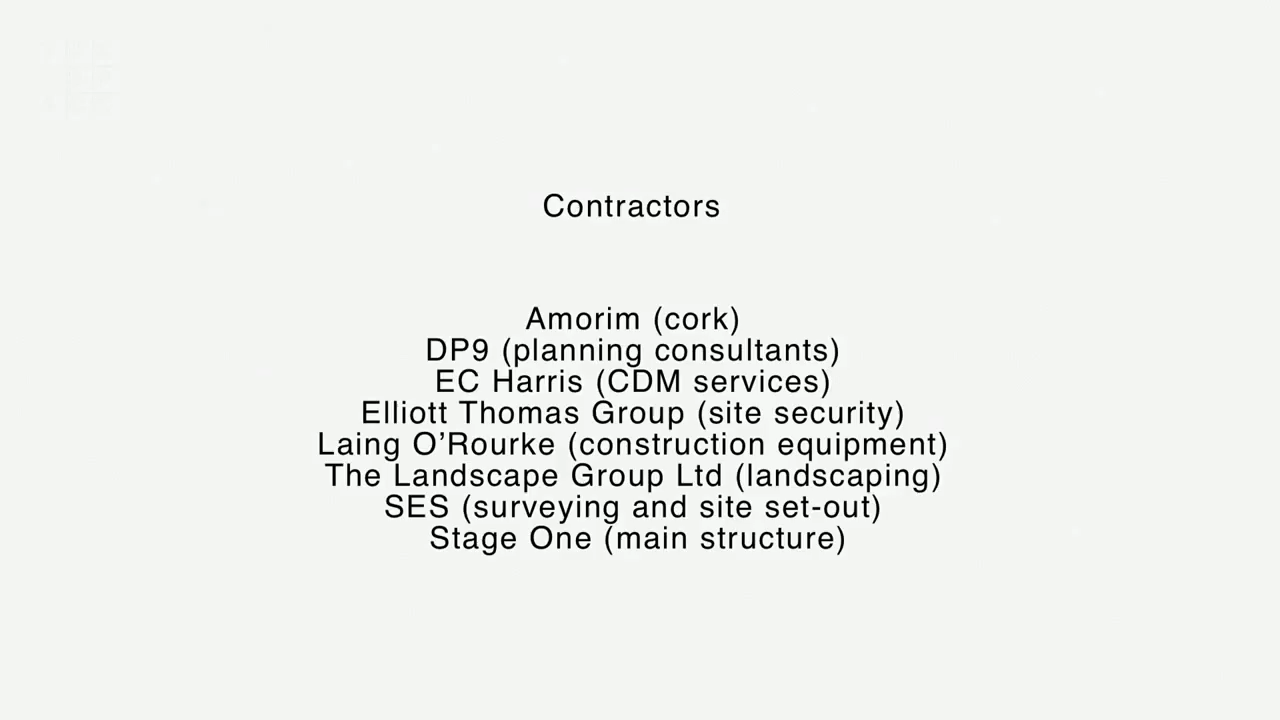 Contractors
Amorim (cork)
DP9 (planning consultants)
EC Harris (CDM services)
Elliott Thomas Group (site security)
Laing O’Rourke (construction equipment)
The Landscape Group Ltd (landscaping)
SES (surveying and site set-out)
Stage One (main structure)